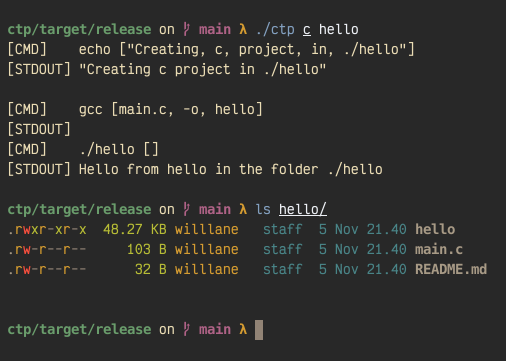 ctp/target/release on ᚴ main λ ./ctp c hello
[CMD]    echo ["Creating, c, project, in, ./hello"]
[STDOUT] "Creating c project in ./hello"
[CMD]    gcc [main.c, -o, hello]
[STDOUT]
[CMD]    ./hello []
[STDOUT] Hello from hello in the folder ./hello
ctp/target/release on ᚴ main λ ls hello/
.rwxr-xr-x  48.27 KB willlane   staff  5 Nov 21.40 hello
.rw-r--r--     103 B willlane   staff  5 Nov 21.40 main.c
.rw-r--r--      32 B willlane   staff  5 Nov 21.40 README.md
ctp/target/release on ᚴ main λ